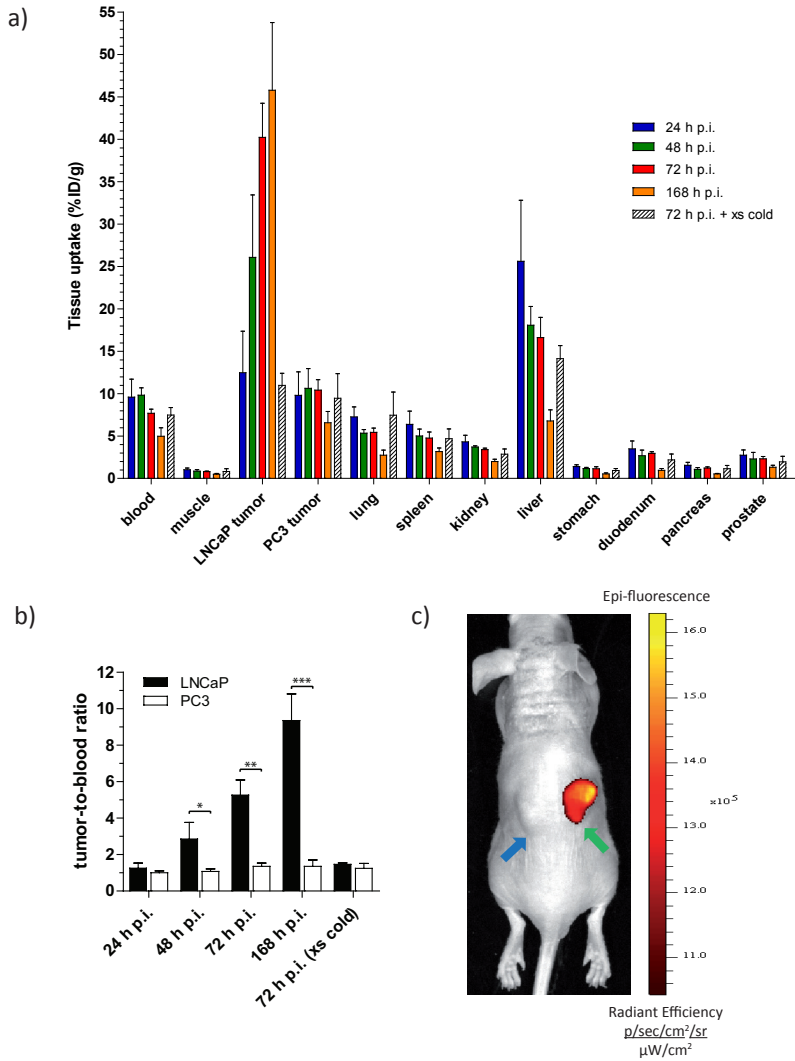 a)
55
50
45
40
35
30
25
20
15
10
5
0
Tissue uptake (%ID/g)
24 h p.i.
48 h p.i.
72 h p.i.
168 h p.i.
72 h p.i. + xs cold
blood
muscle
LNCaP tumor
PC3 tumor
lung
spleen
kidney
liver
stomach
duodenum
pancreas
prostate
b)
12
10
8
6
4
2
0
tumor-to-blood ratio
LNCaP
PC3
*
**
***
24 h p.i.
48 h p.i.
72 h p.i.
168 h p.i.
72 h p.i. (xs cold)
c)
Epi-fluorescence
16.0
15.0
14.0
x10⁵
13.0
12.0
11.0
Radiant Efficiency
p/sec/cm²/sr
μW/cm²